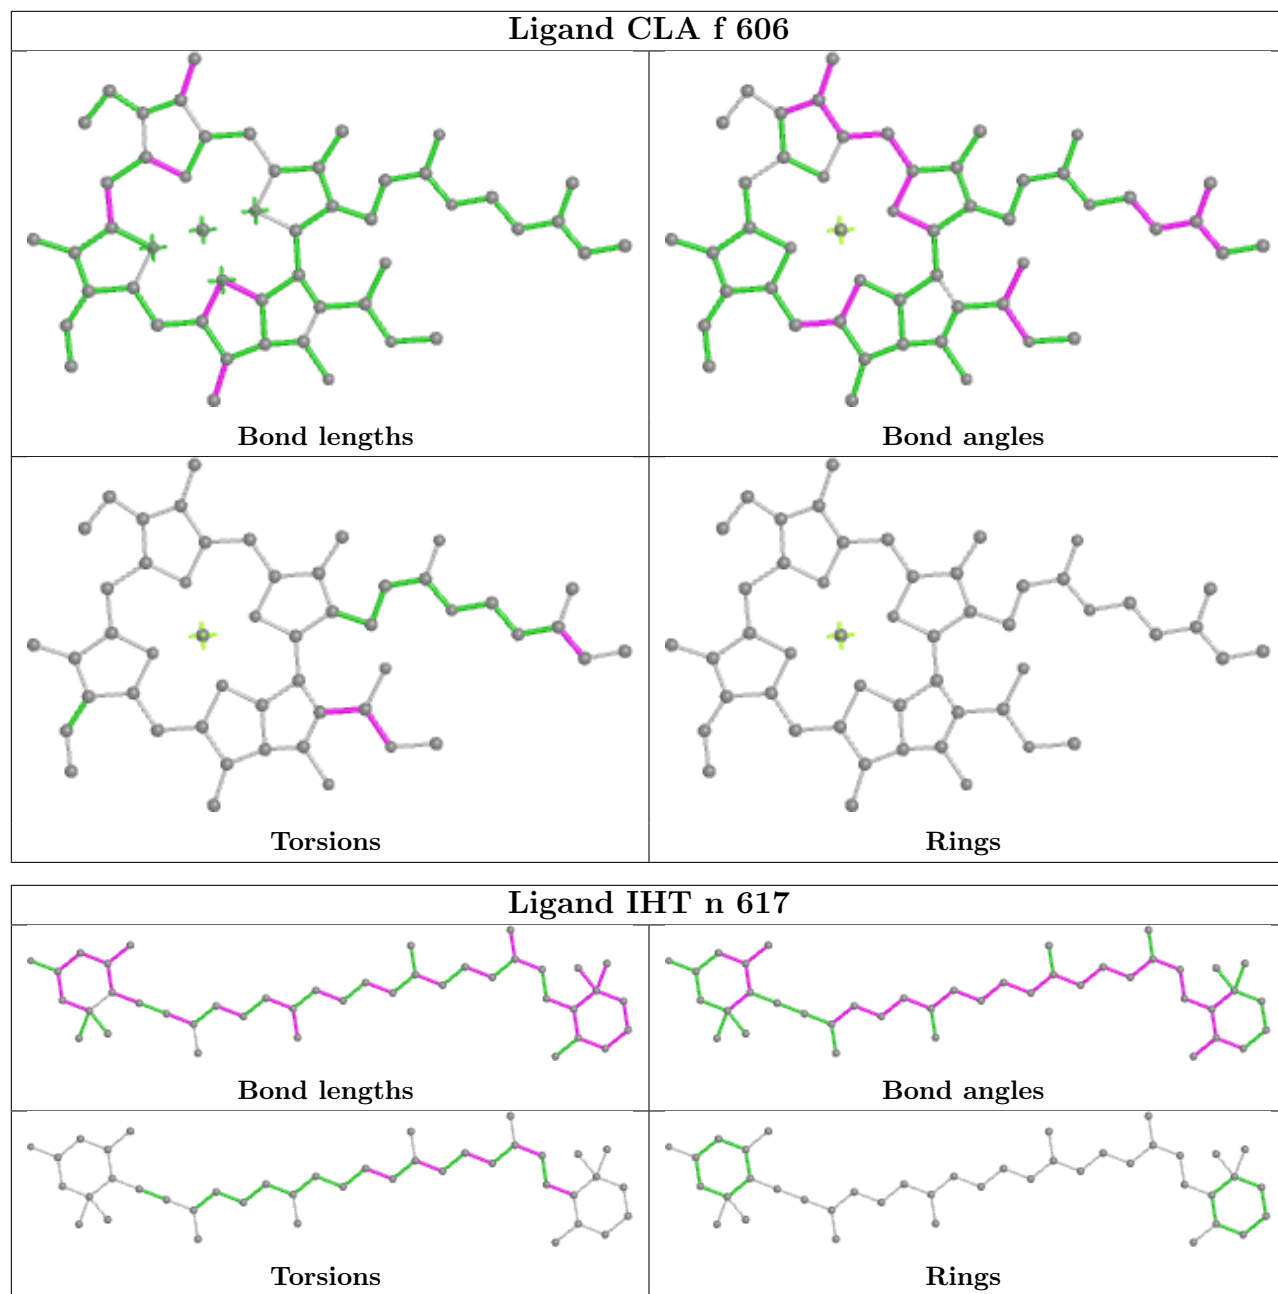 Ligand CLA f 606
Bond lengths
Bond angles
Torsions
Rings
Ligand IHT n 617
Bond lengths
Bond angles
Torsions
Rings